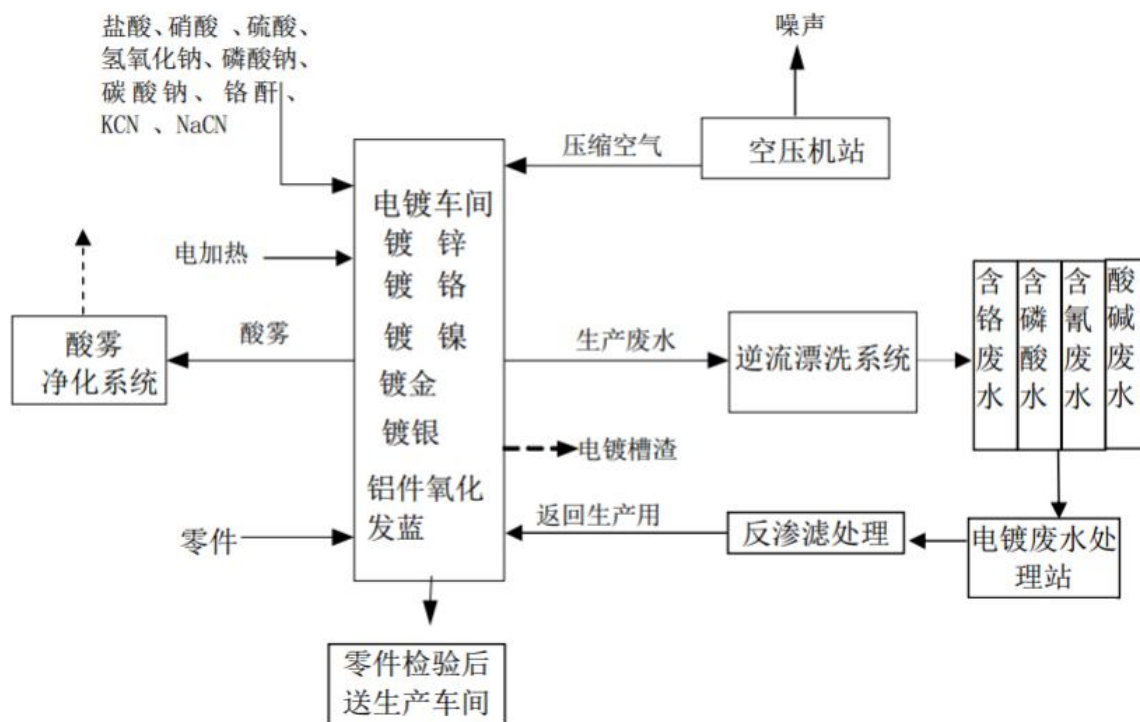 盐酸、硝酸 、硫酸、
氢氧化钠、磷酸钠、
碳酸钠、 铬酐、
KCN 、NaCN
噪声
压缩空气
空压机站
电镀车间
镀 锌
镀 铬
镀 镍
镀金
镀银
铝件氧化
发蓝
电加热
酸雾
酸雾
净化系统
生产废水
逆流漂洗系统
含铬废水
含磷酸水
含氰废水
酸碱废水
电镀槽渣
返回生产用
反渗滤处理
电镀废水处
理站
零件
零件检验后
送生产车间